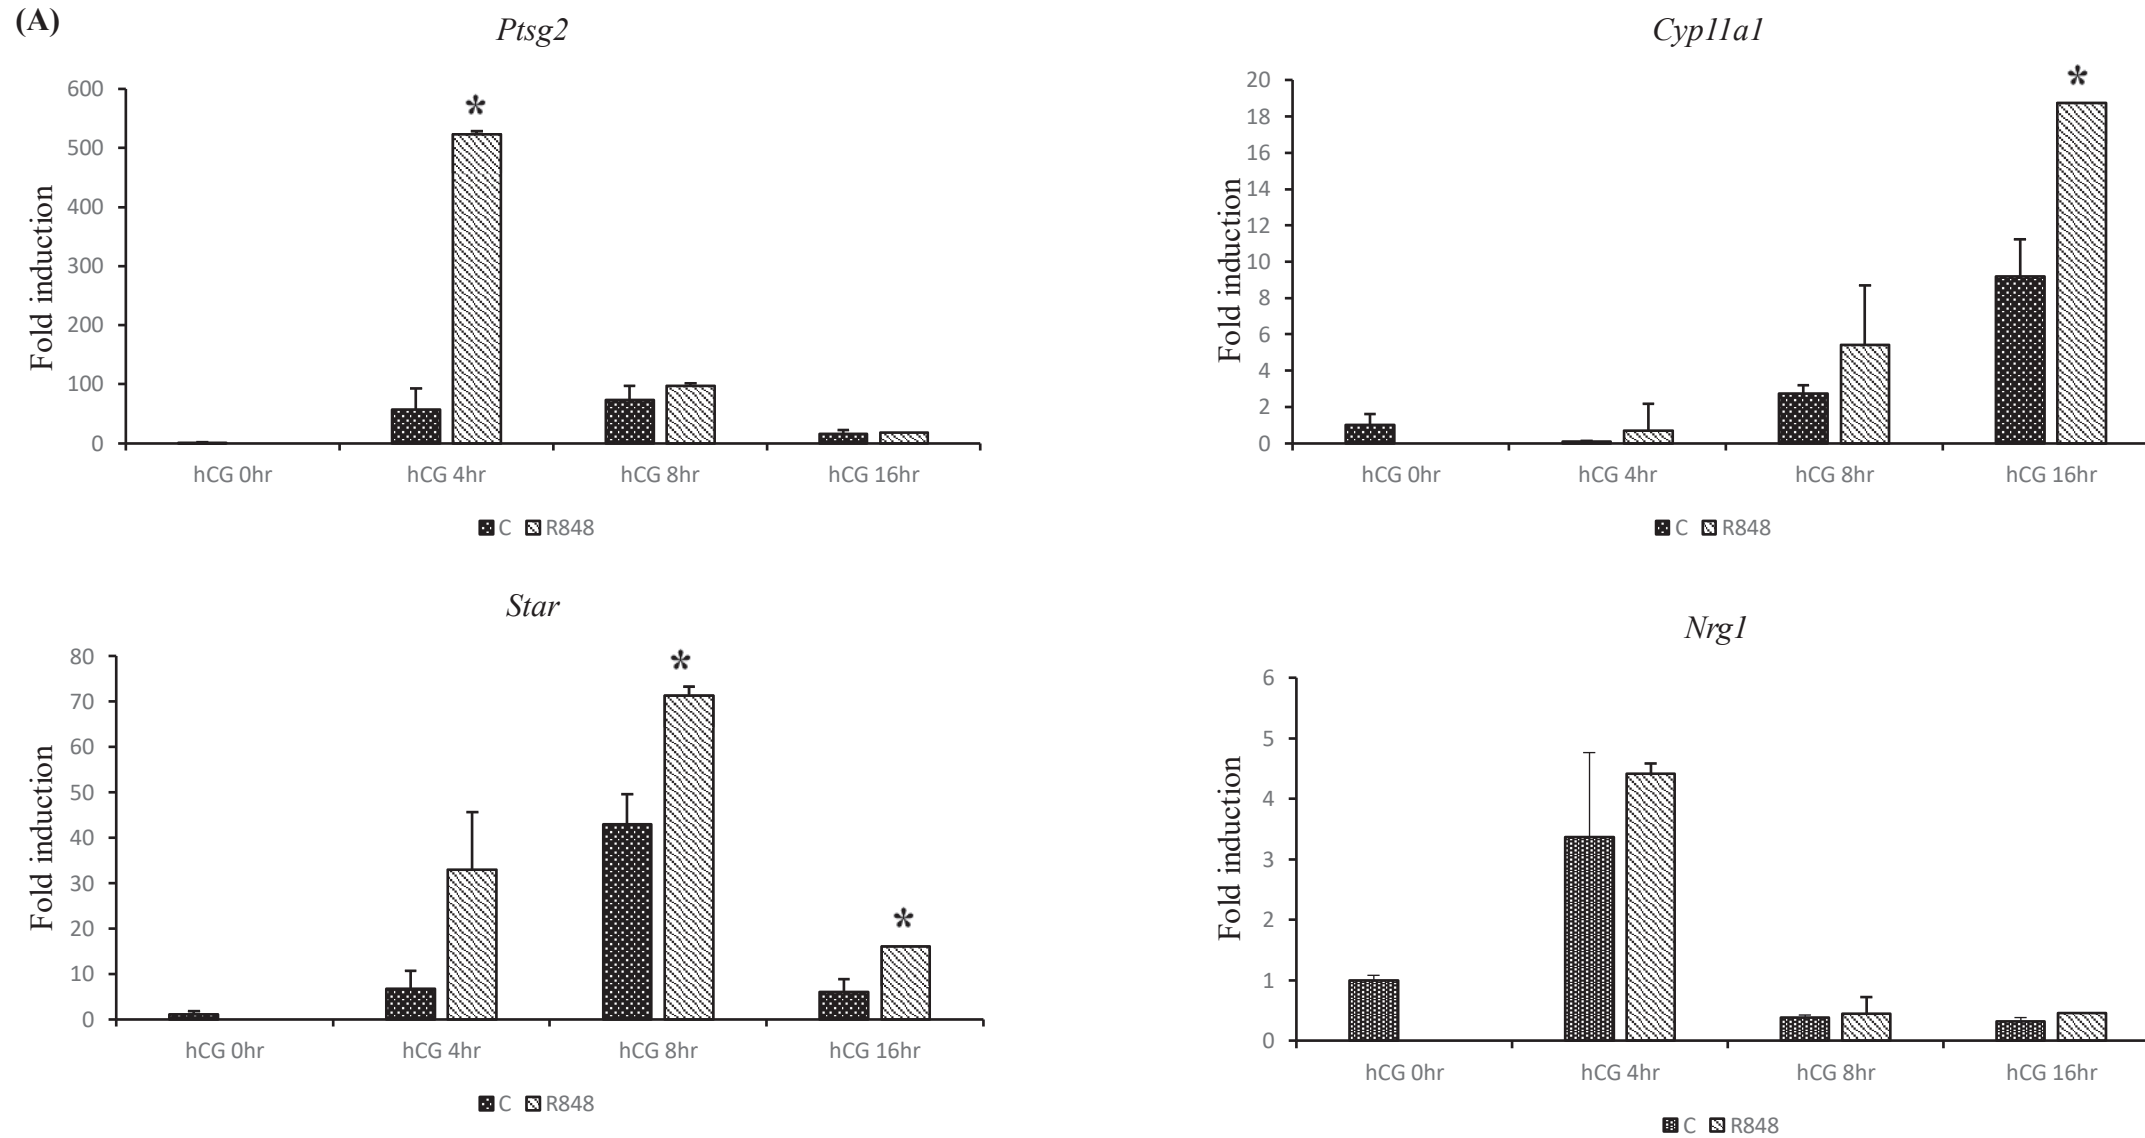 (A)
Ptsg2
600
500
400
300
200
100
0
Fold induction
hCG 0hr hCG 4hr hCG 8hr hCG 16hr
C R848
*
Cyp11a1
20
18
16
14
12
10
8
6
4
2
0
Fold induction
hCG 0hr hCG 4hr hCG 8hr hCG 16hr
C R848
*
Star
80
70
60
50
40
30
20
10
0
Fold induction
hCG 0hr hCG 4hr hCG 8hr hCG 16hr
C R848
*
*
Nrg1
6
5
4
3
2
1
0
Fold induction
hCG 0hr hCG 4hr hCG 8hr hCG 16hr
C R848